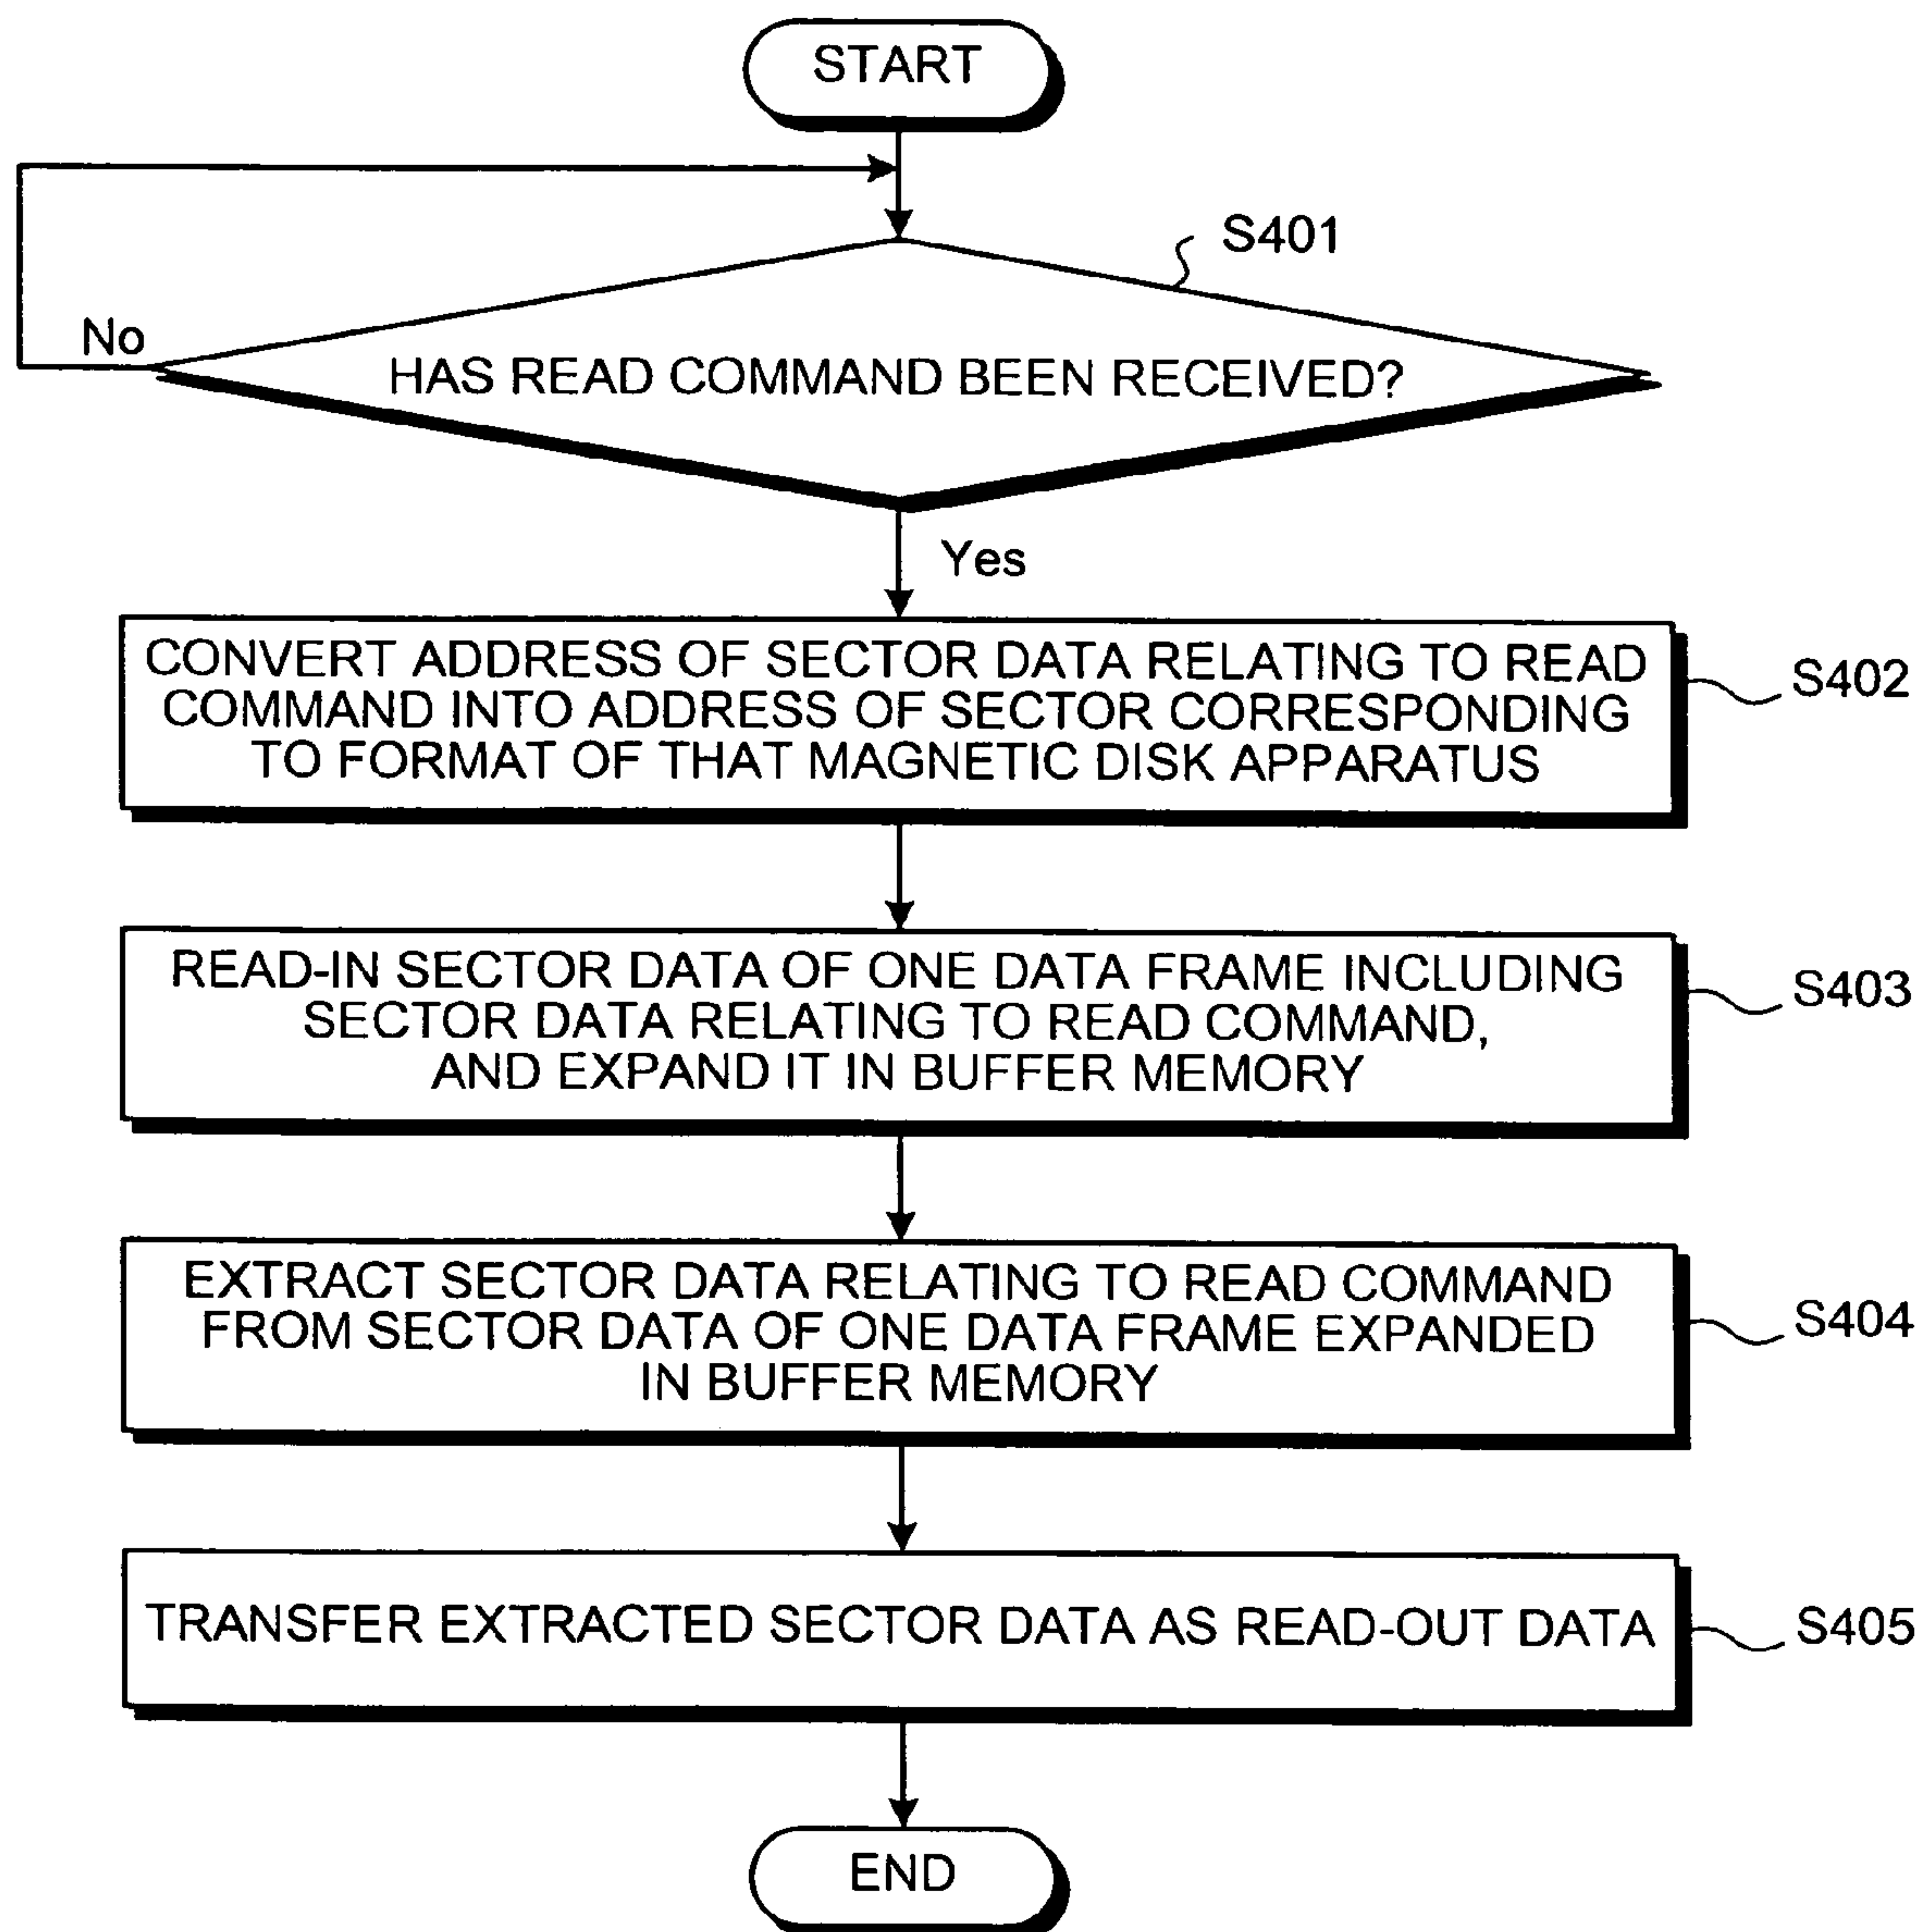 START
S401
No
HAS READ COMMAND BEEN RECEIVED?
Yes
CONVERT ADDRESS OF SECTOR DATA RELATING TO READ
COMMAND INTO ADDRESS OF SECTOR CORRESPONDING
TO FORMAT OF THAT MAGNETIC DISK APPARATUS
S402
READ-IN SECTOR DATA OF ONE DATA FRAME INCLUDING
SECTOR DATA RELATING TO READ COMMAND,
AND EXPAND IT IN BUFFER MEMORY
S403
EXTRACT SECTOR DATA RELATING TO READ COMMAND
FROM SECTOR DATA OF ONE DATA FRAME EXPANDED
IN BUFFER MEMORY
S404
TRANSFER EXTRACTED SECTOR DATA AS READ-OUT DATA
S405
END